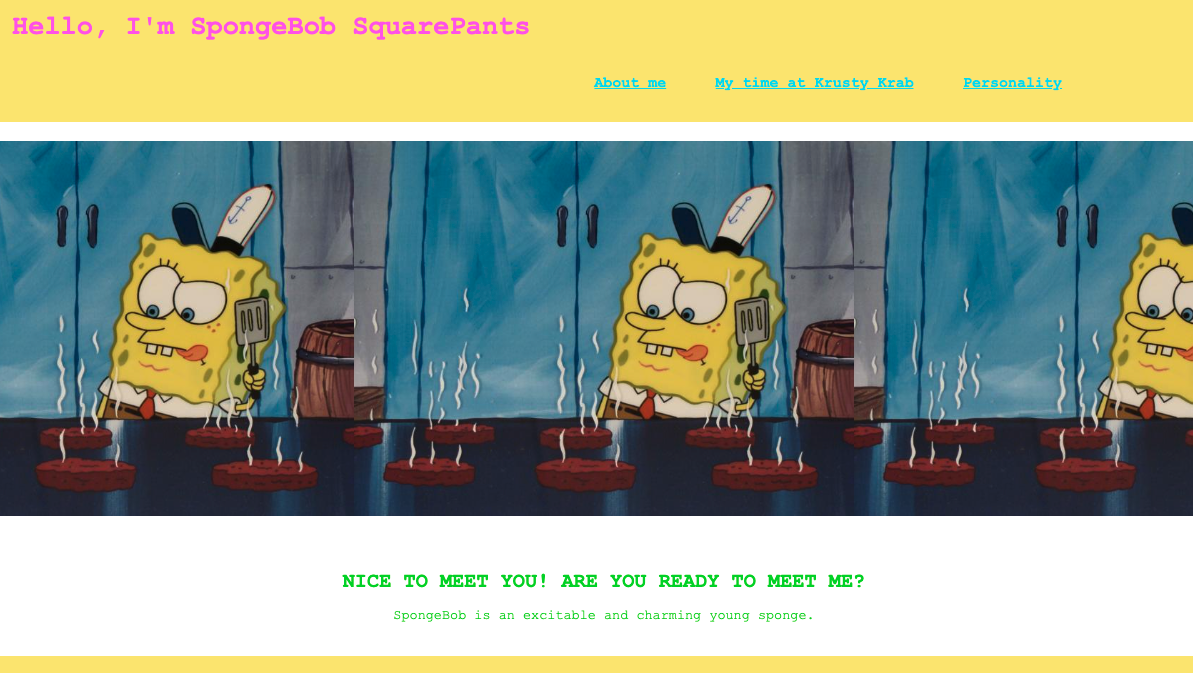 Hello, I'm SpongeBob SquarePants
About me My time at Krusty Krab Personality
NICE TO MEET YOU! ARE YOU READY TO MEET ME?
SpongeBob is an excitable and charming young sponge.